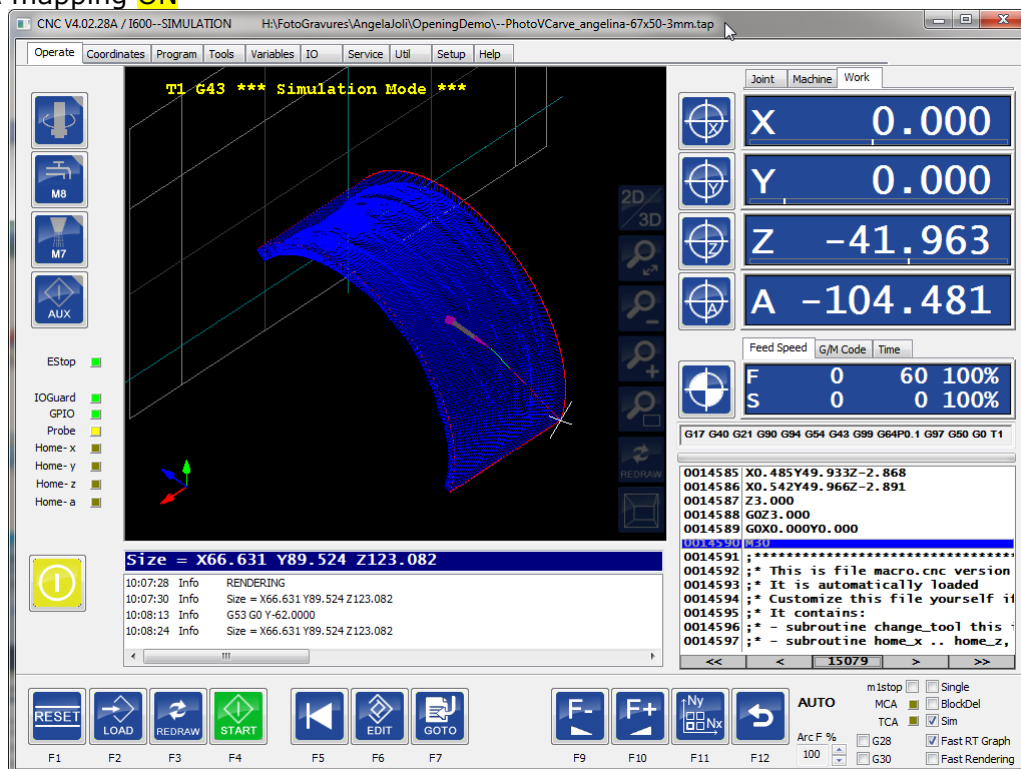 mapping ON
CNC V4.02.28A / I600--SIMULATION H:\FotoGravures\AngelaJoli\OpeningDemo\--PhotoVCarve_angelina-67x50-3mm.tap
Operate Coordinates Program Tools Variables IO Service Util Setup Help
T1 G43 *** Simulation Mode ***
M8
M7
AUX
EStop
IOGuard
GPIO
Probe
Home- x
Home- y
Home- z
Home- a
2D/
3D
REDRAW
Joint Machine Work
X 0.000
Y 0.000
Z -41.963
A -104.481
Feed Speed G/M Code Time
F 0 60 100%
S 0 0 100%
G17 G40 G21 G90 G94 G54 G43 G99 G64P0.1 G97 G50 G0 T1
0014585 X0.485Y49.933Z-2.868
0014586 X0.542Y49.966Z-2.891
0014587 Z3.000
0014588 G0Z3.000
0014589 G0X0.000Y0.000
0014590 M30
0014591 ;*********************************
0014592 ;* This is file macro.cnc version
0014593 ;* It is automatically loaded
0014594 ;* Customize this file yourself if
0014595 ;* It contains:
0014596 ;* - subroutine change_tool this i
0014597 ;* - subroutine home_x .. home_z,
<< < 15079 > >>
Size = X66.631 Y89.524 Z123.082
10:07:28 Info RENDERING
10:07:30 Info Size = X66.631 Y89.524 Z123.082
10:08:13 Info G53 G0 Y-62.0000
10:08:24 Info Size = X66.631 Y89.524 Z123.082
RESET LOAD REDRAW START EDIT GOTO F- F+ Ny Nx
F1 F2 F3 F4 F5 F6 F7 F9 F10 F11 F12
AUTO
Arc F %
100
m1stop Single
MCA BlockDel
TCA Sim
G28 Fast RT Graph
G30 Fast Rendering